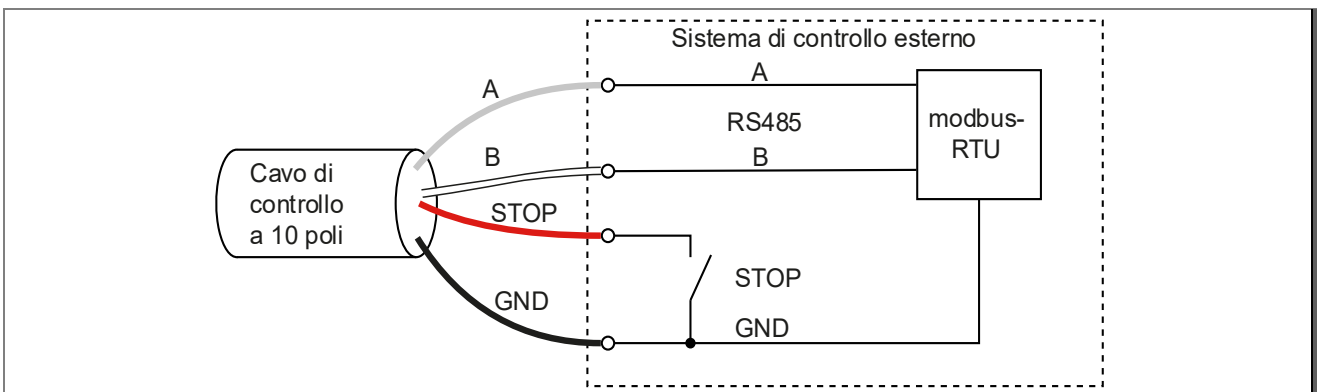 Sistema di controllo esterno
A
A
RS485
modbus-
RTU
B
B
Cavo di
controllo
a 10 poli
STOP
STOP
GND
GND